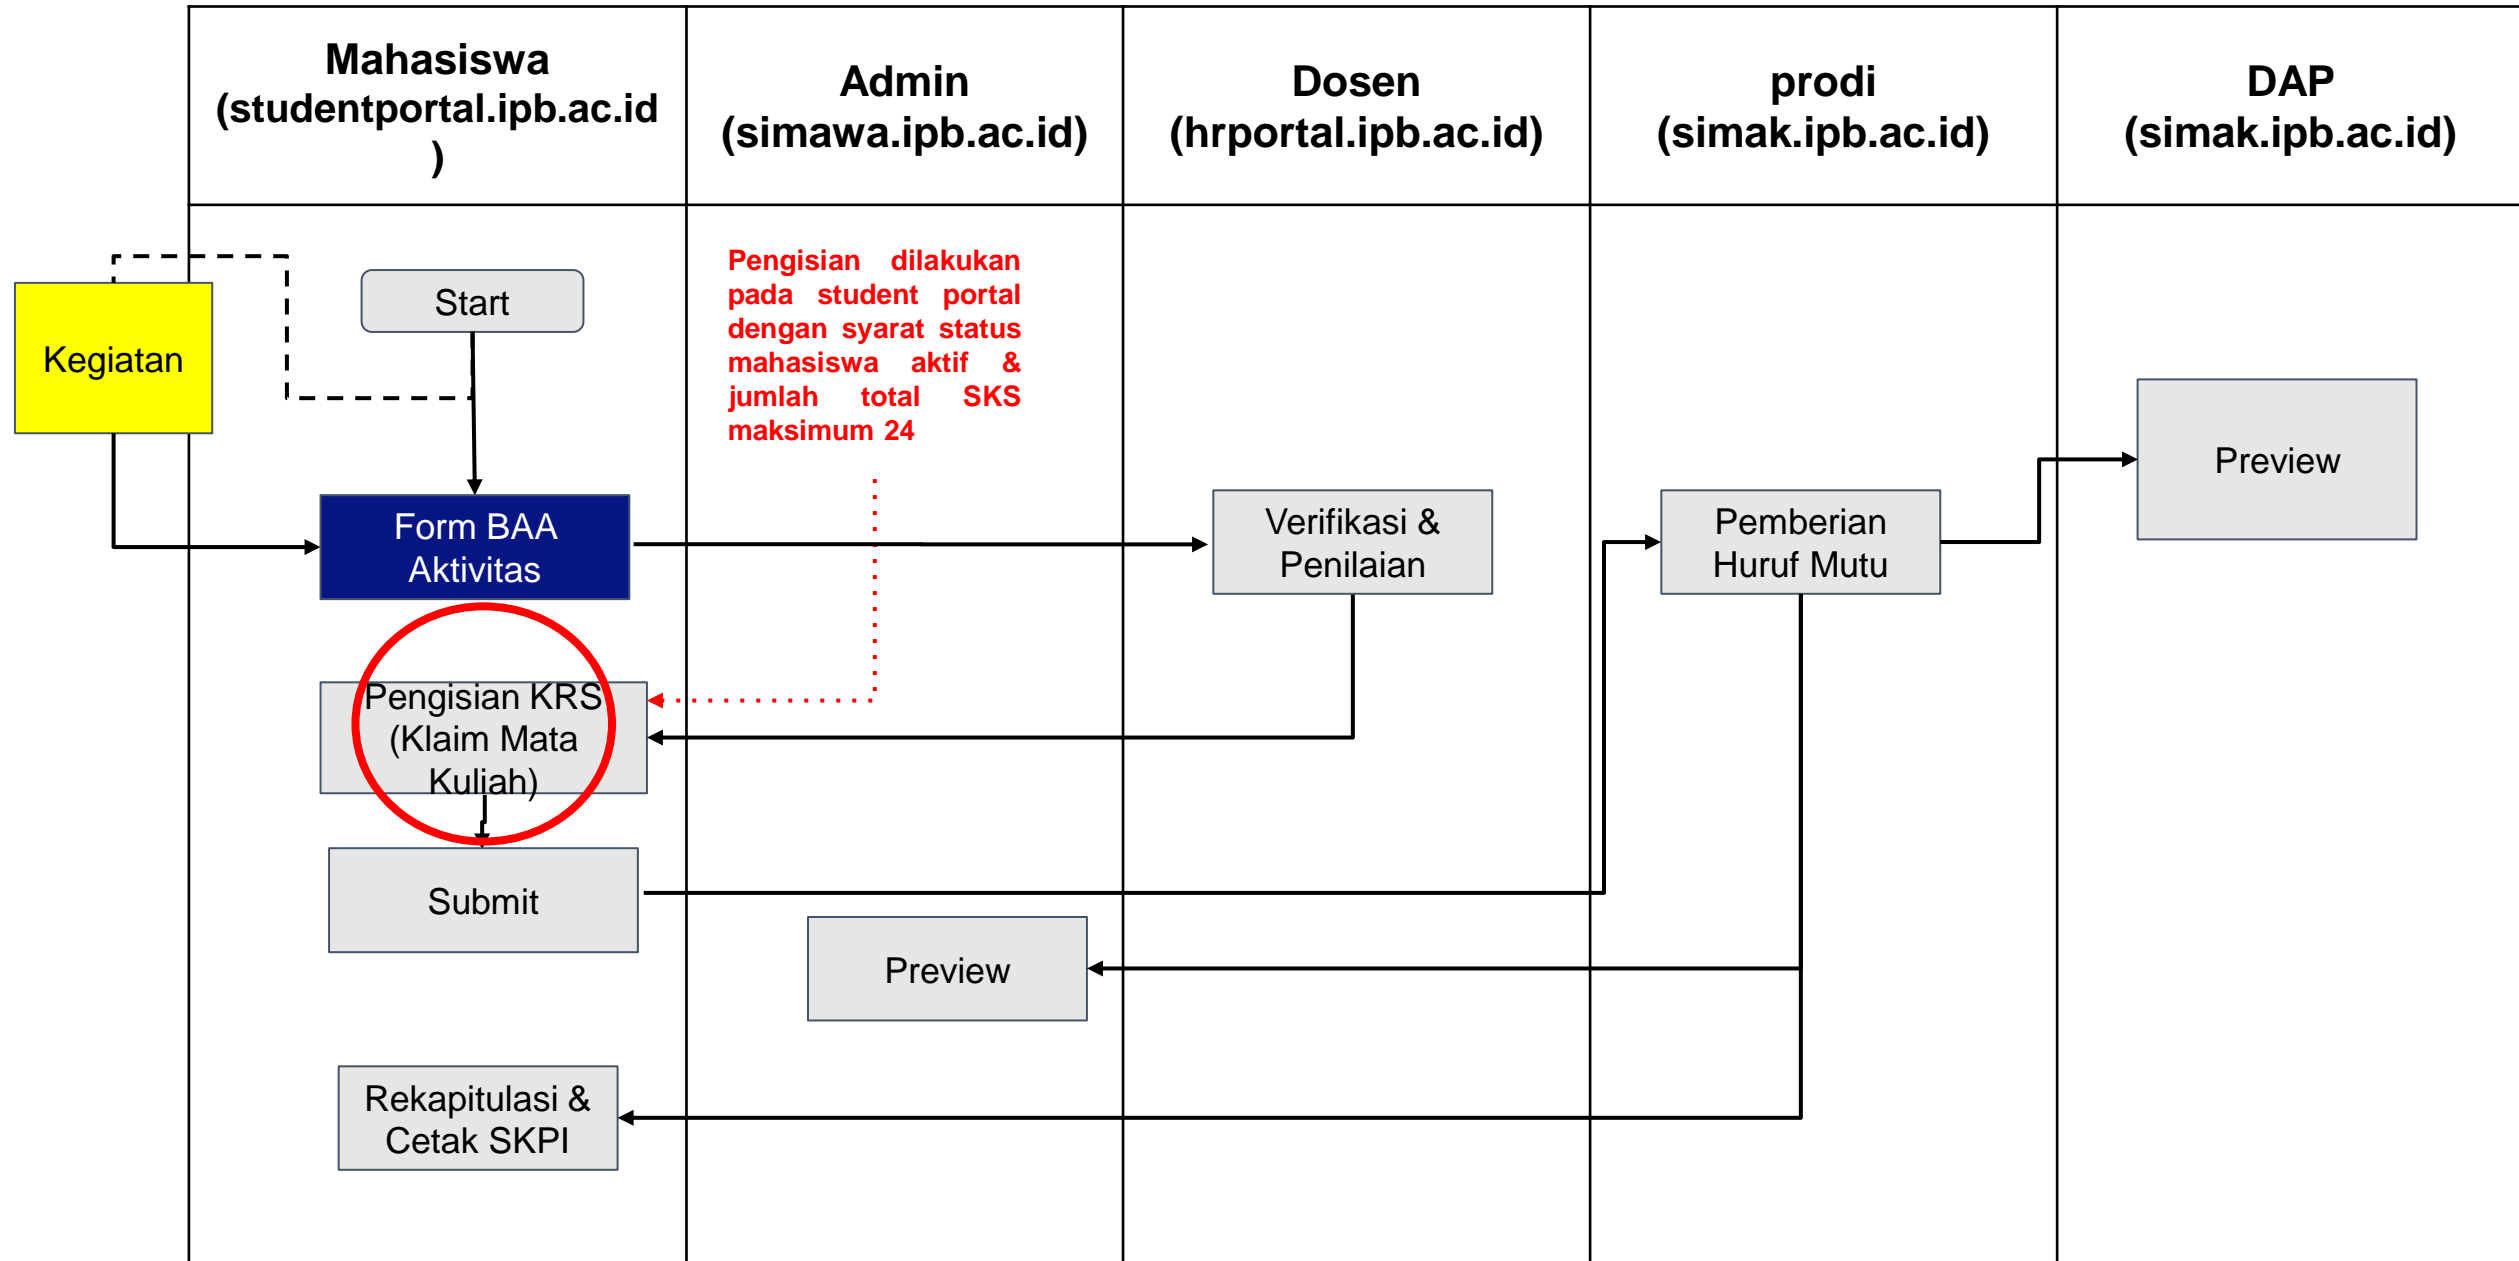 Mahasiswa
(studentportal.ipb.ac.id
)
Admin
(simawa.ipb.ac.id)
Dosen
(hrportal.ipb.ac.id)
prodi
(simak.ipb.ac.id)
DAP
(simak.ipb.ac.id)
Kegiatan
Start
Pengisian dilakukan
pada student portal
dengan syarat status
mahasiswa aktif &
jumlah total SKS
maksimum 24
Form BAA
Aktivitas
Verifikasi &
Penilaian
Pemberian
Huruf Mutu
Preview
Pengisian KRS
(Klaim Mata
Kuliah)
Submit
Preview
Rekapitulasi &
Cetak SKPI